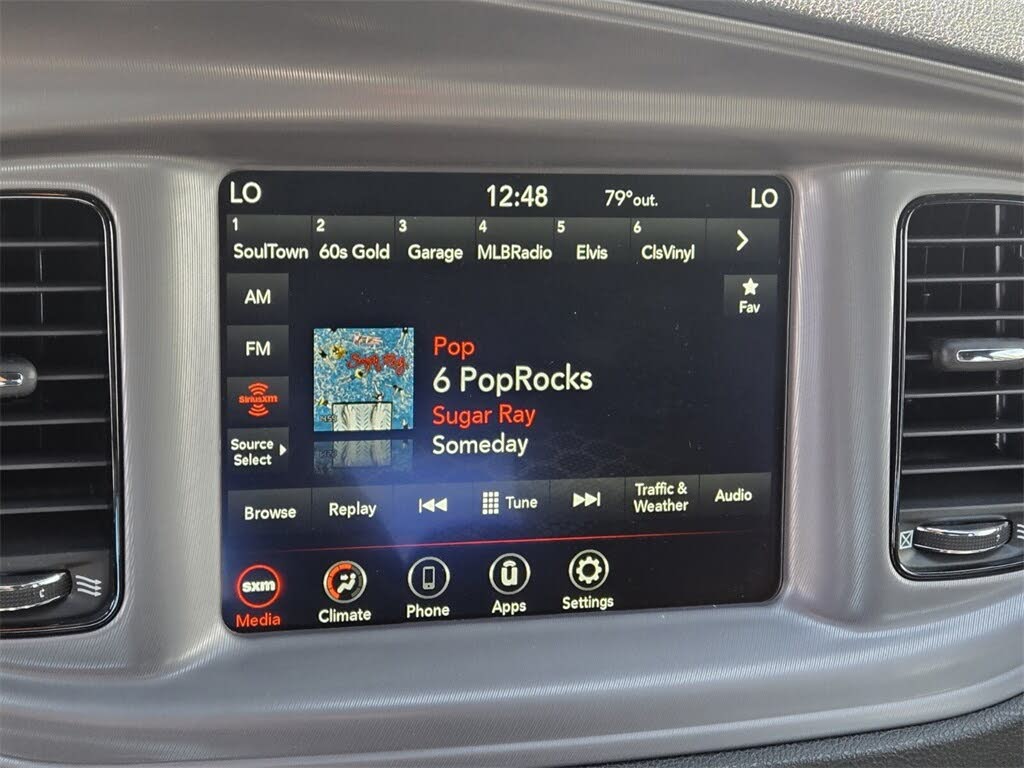 LO 12:48 79°out. LO
1 2 3 4 5 6
SoulTown 60s Gold Garage MLBRadio Elvis ClsVinyl
AM
Fav
FM
Pop
6 PopRocks
SiriusXM
Sugar Ray
Sugar Ray
Someday
Source
Select
Browse Replay Tune Traffic &
Weather Audio
sxm
Media Climate Phone Apps Settings